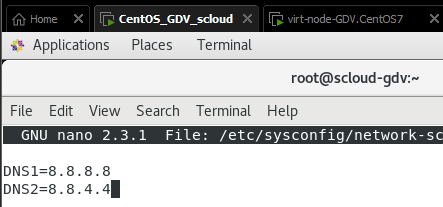 Home CentOS_GDV_scloud virt-node-GDV.CentOS7
Applications Places Terminal
root@scloud-gdv:~
File Edit View Search Terminal Help
GNU nano 2.3.1 File: /etc/sysconfig/network-sc
DNS1=8.8.8.8
DNS2=8.8.4.4